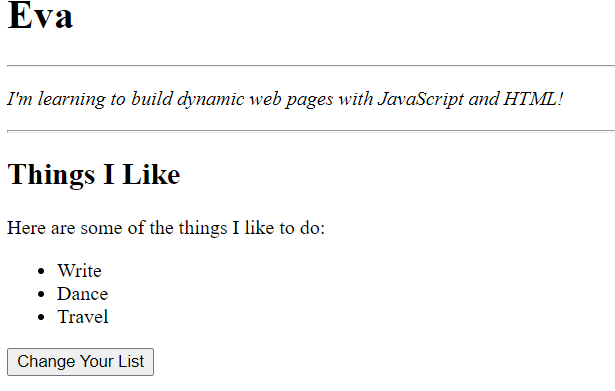 Eva
I'm learning to build dynamic web pages with JavaScript and HTML!
Things I Like
Here are some of the things I like to do:
• Write
• Dance
• Travel
Change Your List